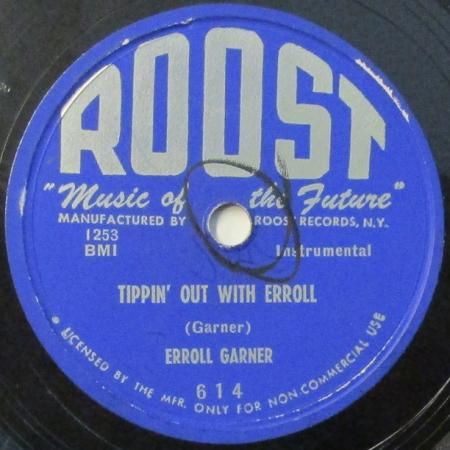 ROOST
"Music of the Future"
MANUFACTURED BY ROOST RECORDS, N.Y.
1253
BMI
Instrumental
TIPPIN' OUT WITH ERROLL
(Garner)
ERROLL GARNER
614
• LICENSED BY THE MFR. ONLY FOR NON-COMMERCIAL USE